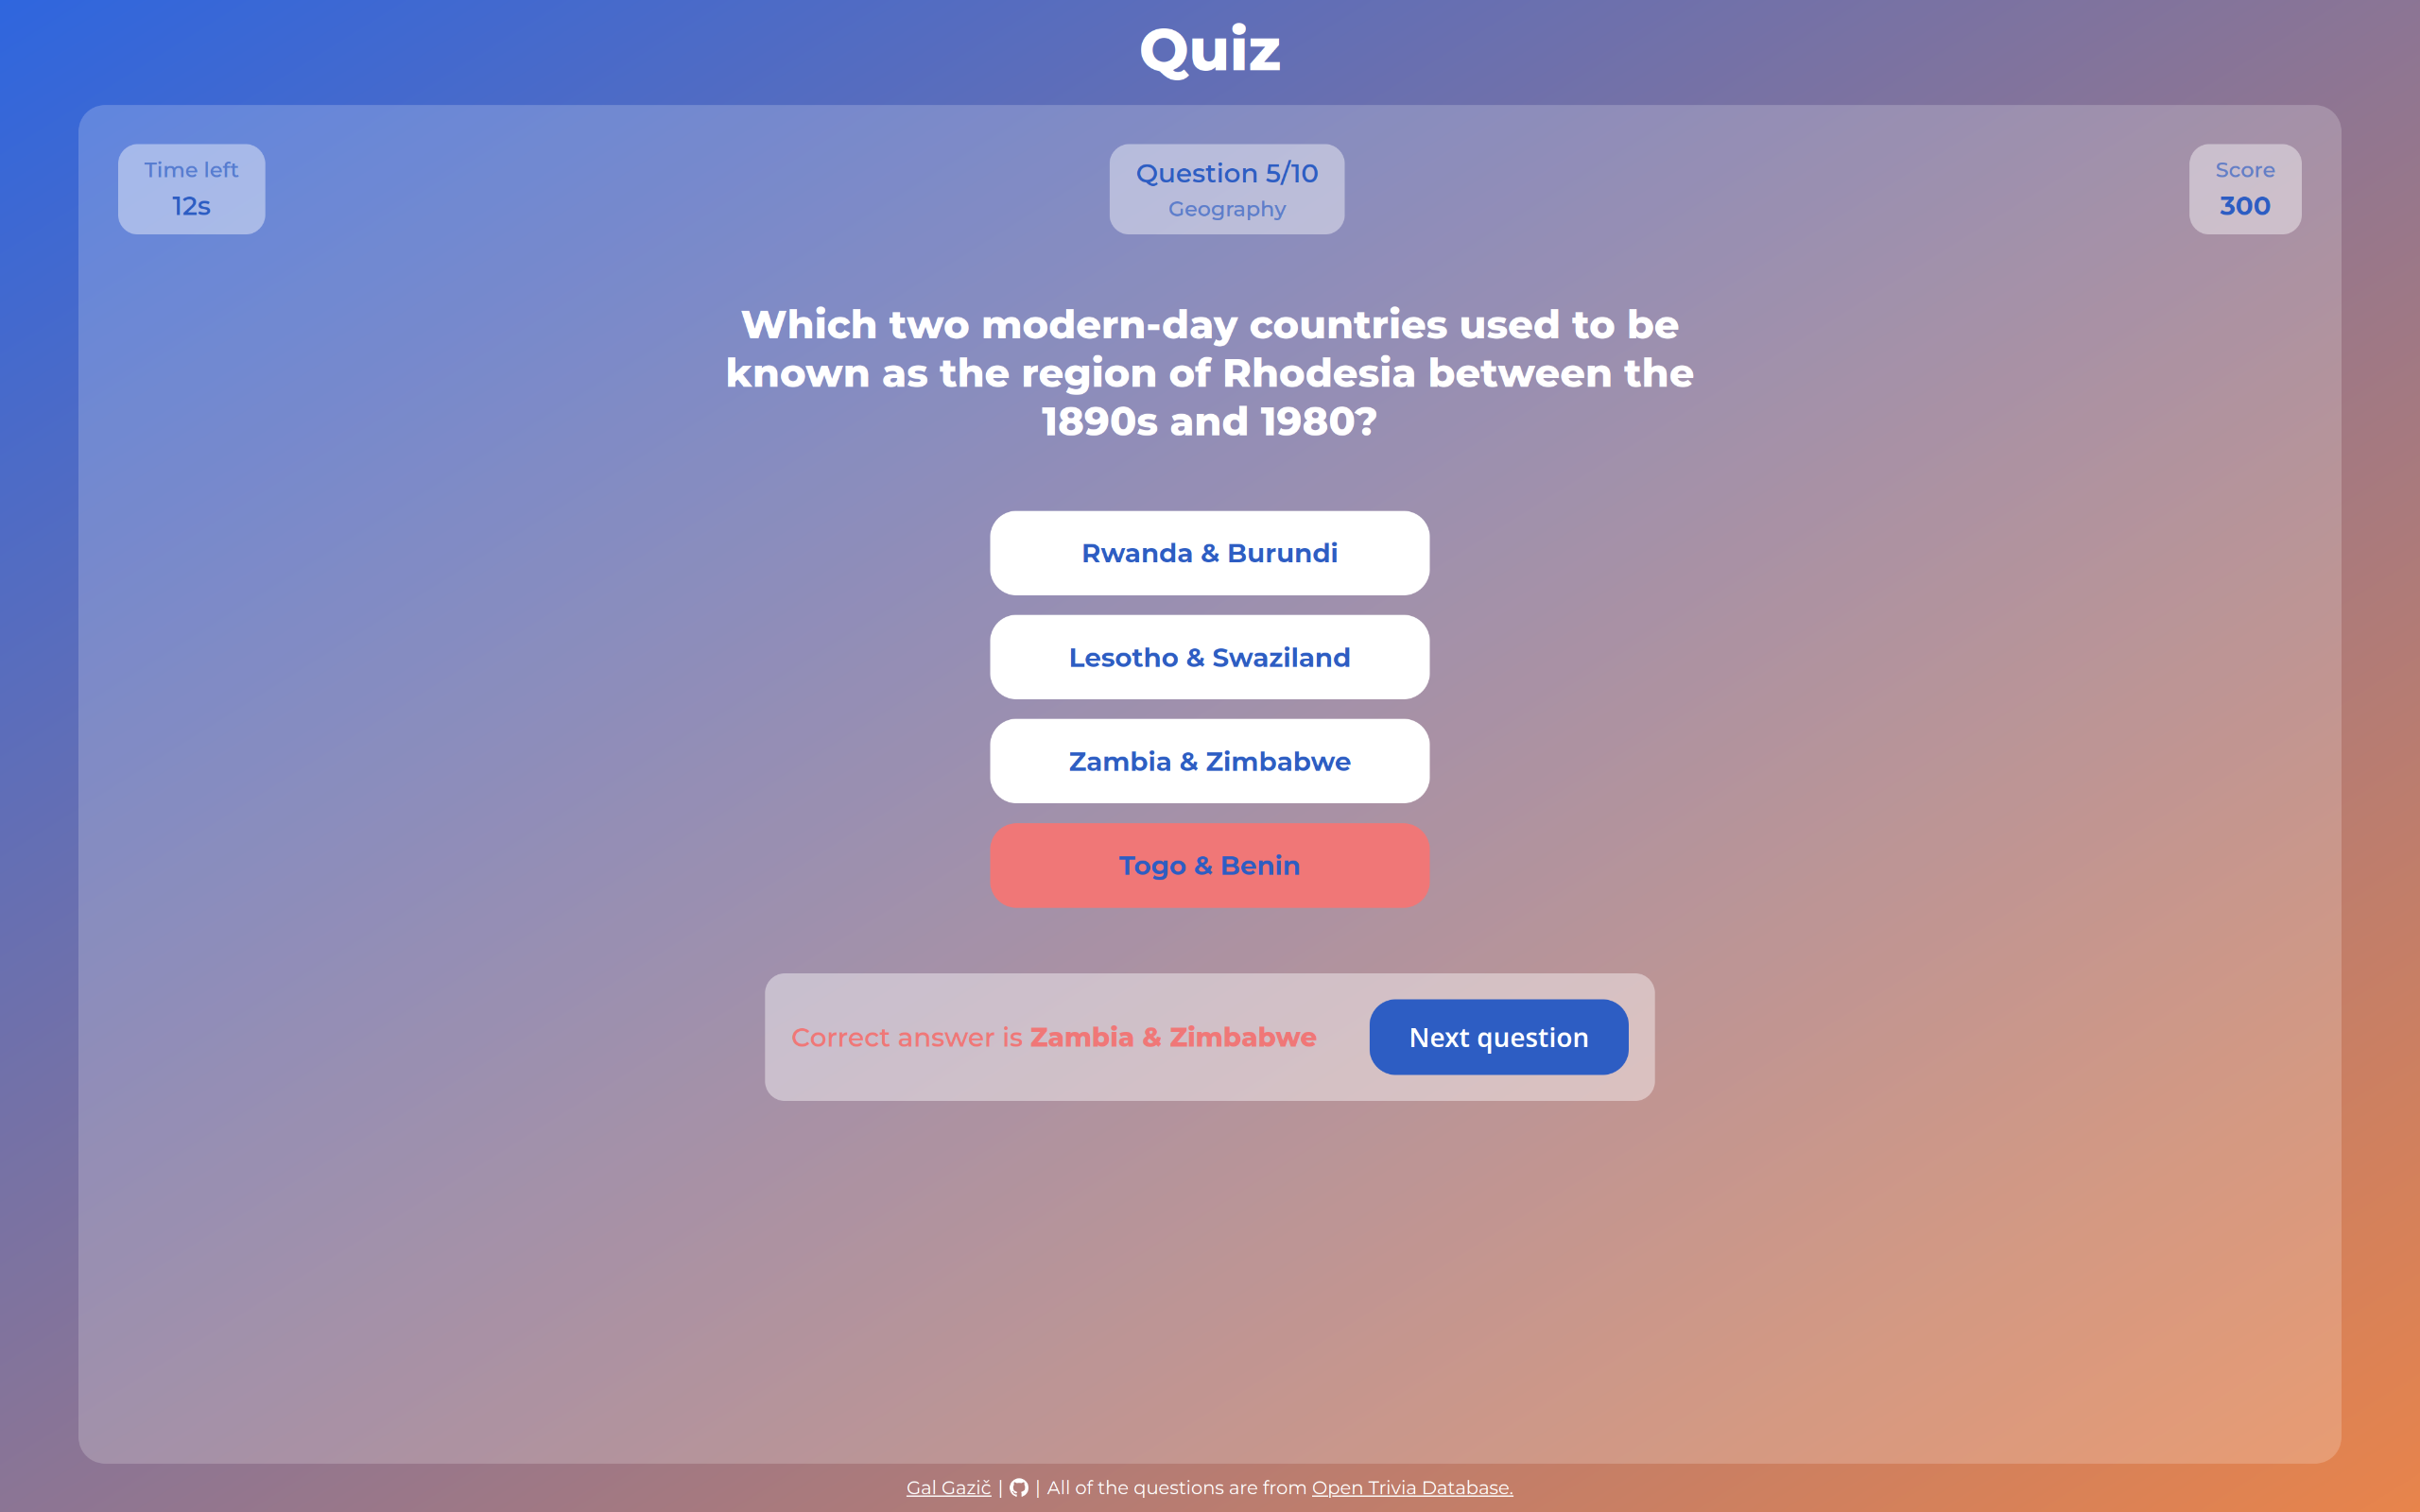 Quiz
Time left
12s
Question 5/10
Geography
Score
300
Which two modern-day countries used to be
known as the region of Rhodesia between the
1890s and 1980?
Rwanda & Burundi
Lesotho & Swaziland
Zambia & Zimbabwe
Togo & Benin
Correct answer is Zambia & Zimbabwe
Next question
Gal Gazič | | All of the questions are from Open Trivia Database.